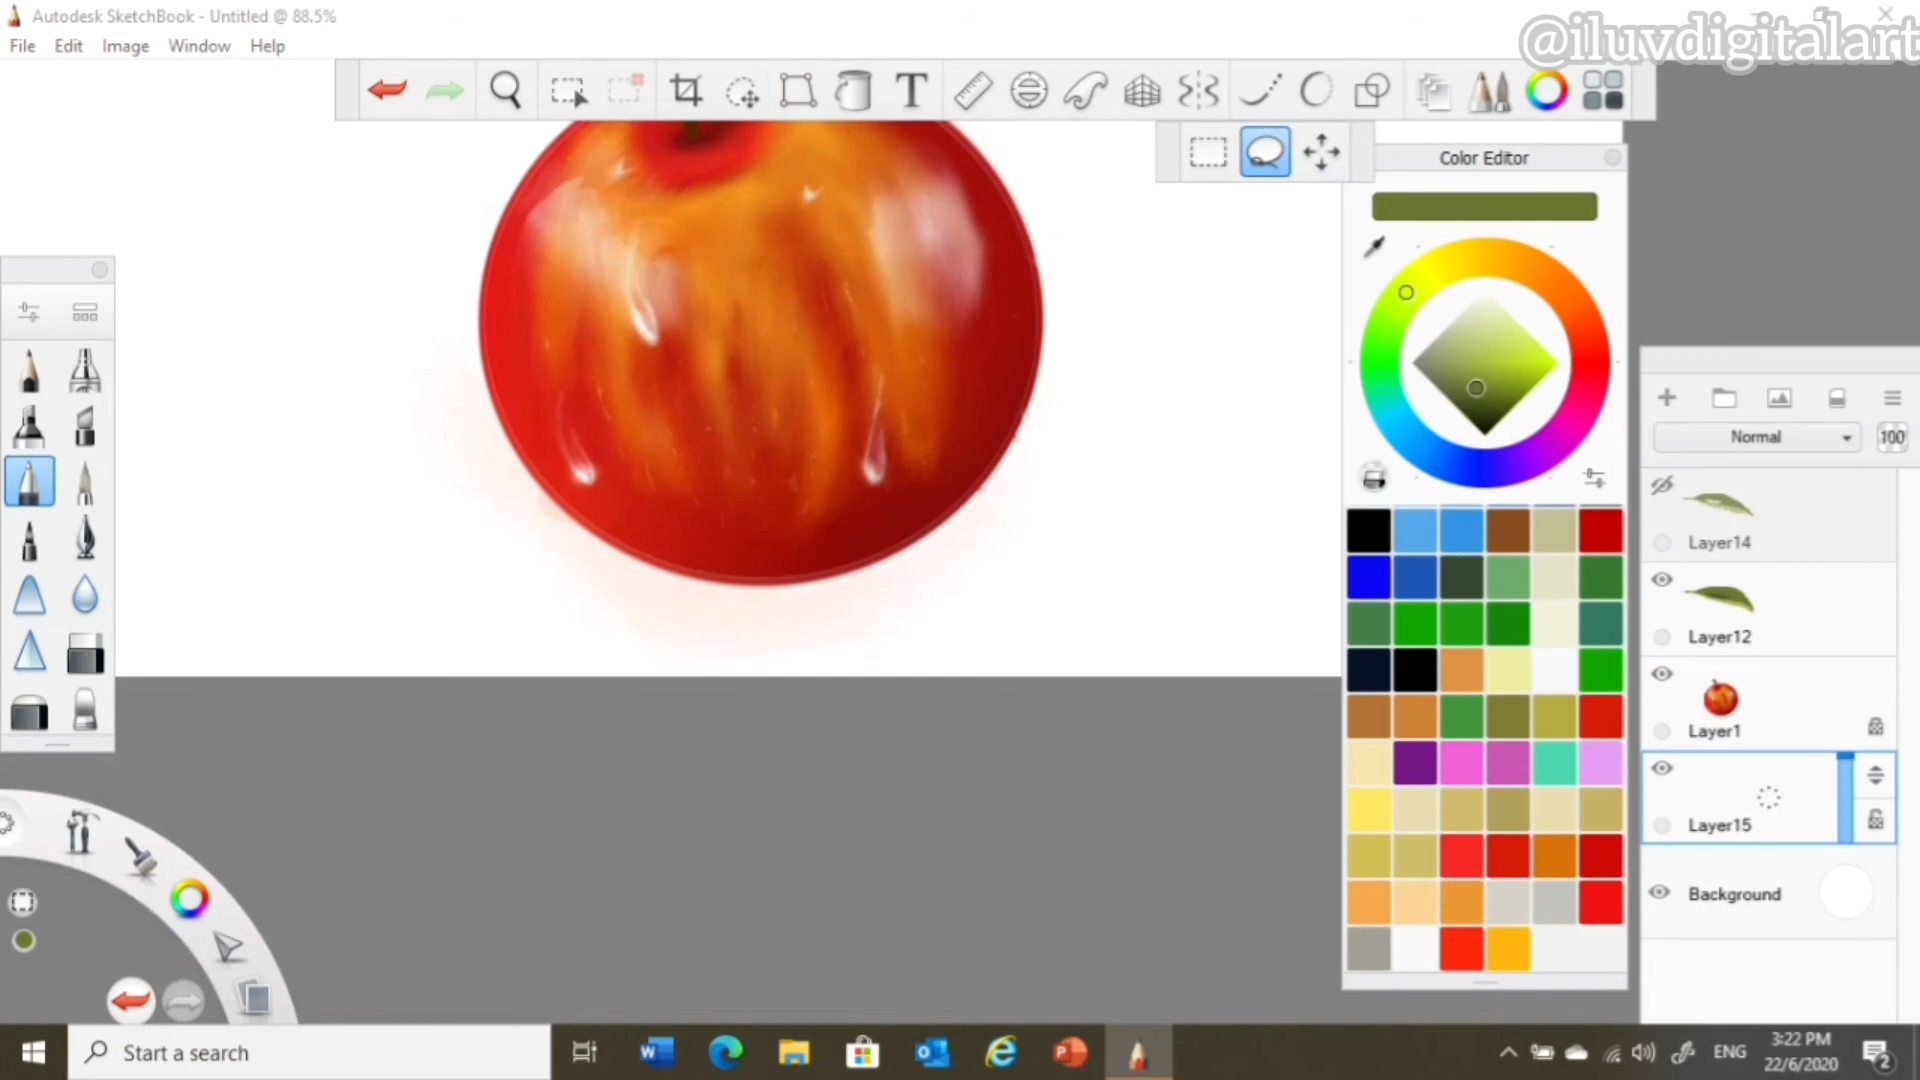 Autodesk SketchBook - Untitled @ 88.5%
@iluvdigitalart
File Edit Image Window Help
T
Color Editor
Normal 100
Layer14
Layer12
Layer1
Layer15
Background
Start a search
ENG
3:22 PM
22/6/2020
2